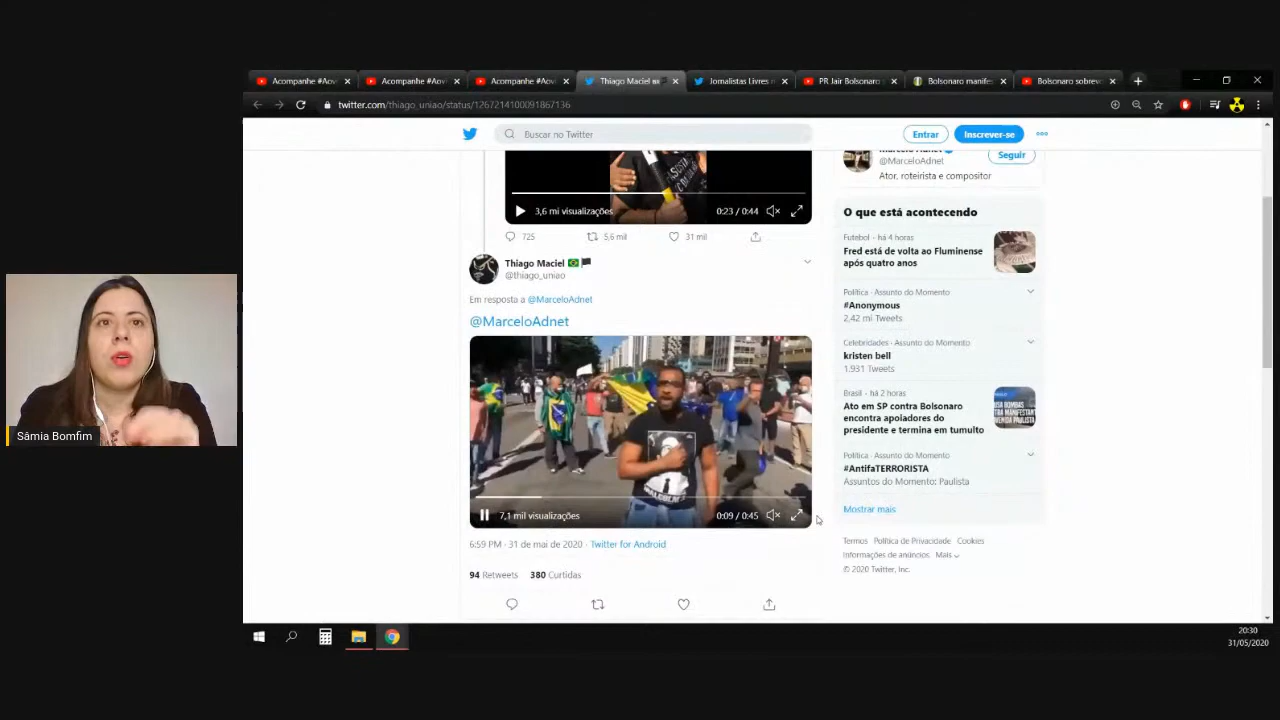 Acompanhe #Aov
Acompanhe #Aov
Acompanhe #Aov
Thiago Maciel
Jornalistas Livres
PR Jair Bolsonaro
Bolsonaro manifes
Bolsonaro sobrev
twitter.com/thiago_uniao/status/1267214100091867136
Buscar no Twitter
Entrar
Inscrever-se
@MarceloAdnet
Seguir
Ator, roteirista e compositor
3,6 mi visualizações
0:23 / 0:44
725
5,6 mil
31 mil
O que está acontecendo
Futebol · há 4 horas
Fred está de volta ao Fluminense
após quatro anos
Política · Assunto do Momento
#Anonymous
2,42 mi Tweets
Celebridades · Assunto do Momento
kristen bell
1.931 Tweets
Brasil · há 2 horas
Ato em SP contra Bolsonaro
encontra apoiadores do
presidente e termina em tumulto
Política · Assunto do Momento
#AntifaTERRORISTA
Assuntos do Momento: Paulista
Mostrar mais
Termos Política de Privacidade Cookies
Informações de anúncios Mais
© 2020 Twitter, Inc.
Thiago Maciel
@thiago_uniao
Em resposta a @MarceloAdnet
@MarceloAdnet
MALCOLM
7,1 mil visualizações
0:09 / 0:45
6:59 PM · 31 de mai de 2020 · Twitter for Android
94 Retweets 380 Curtidas
Sâmia Bomfim
20:30
31/05/2020